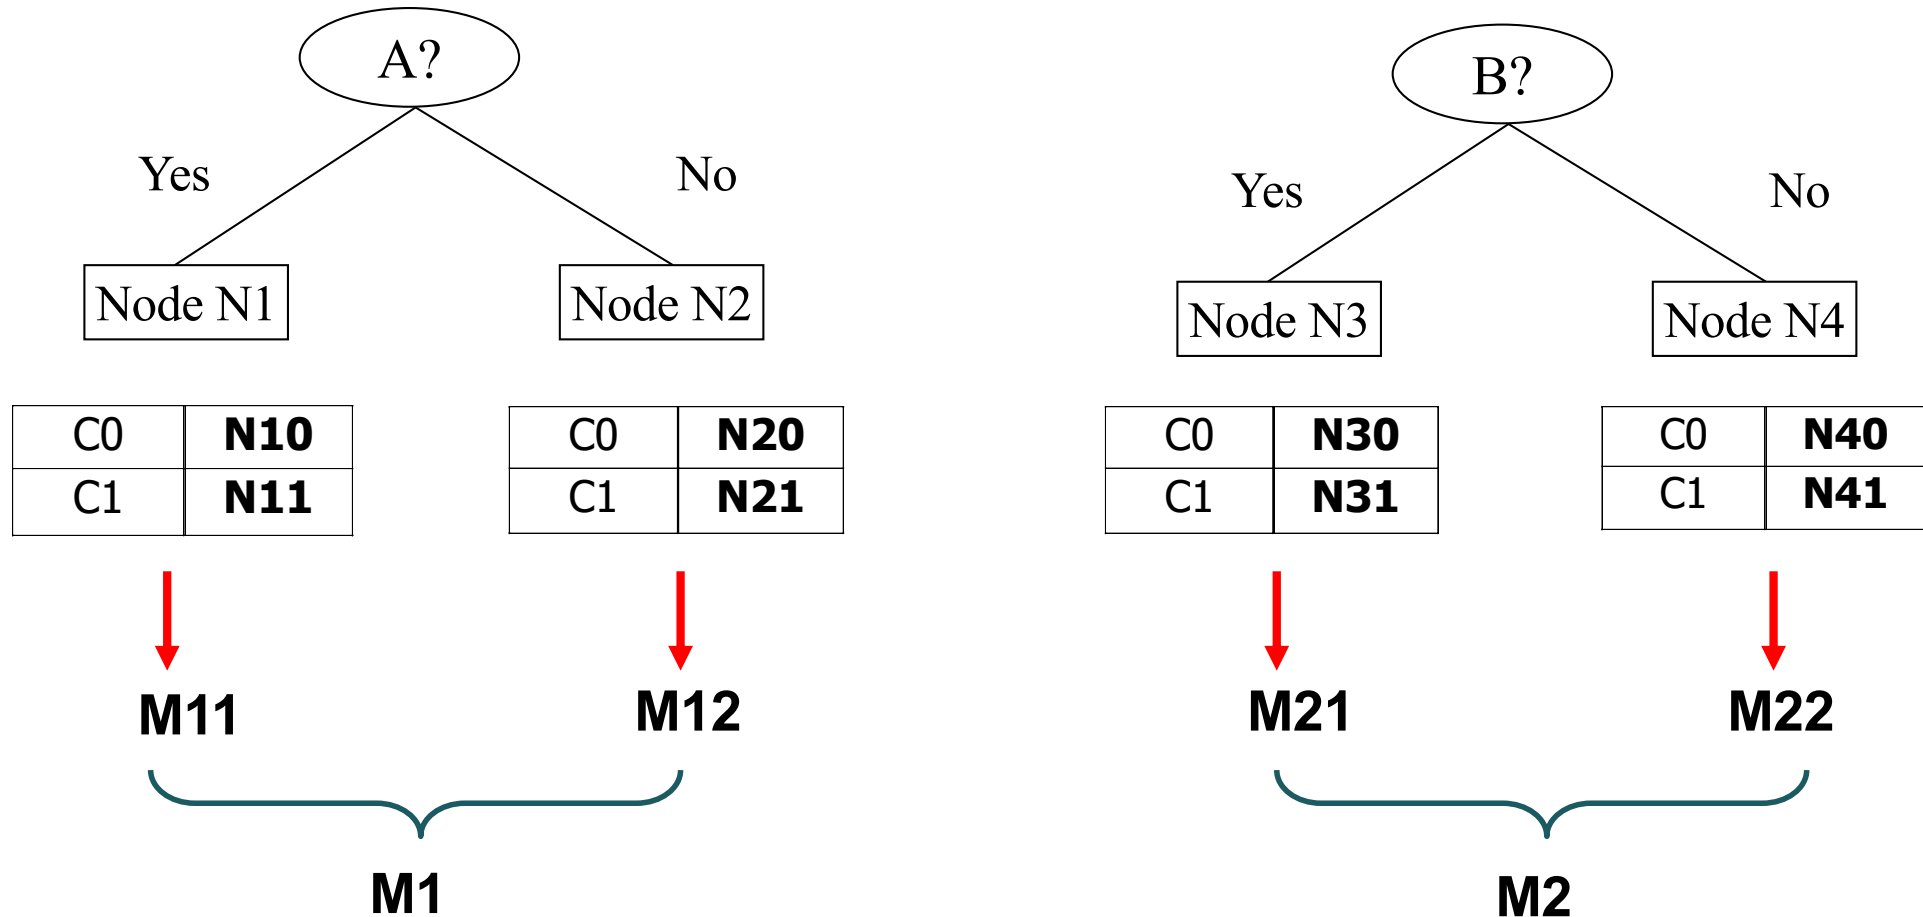 A?
B?
Yes
No
Yes
No
Node N1
Node N2
Node N3
Node N4
C0 N10
C1 N11
C0 N20
C1 N21
C0 N30
C1 N31
C0 N40
C1 N41
M11
M12
M21
M22
M1
M2